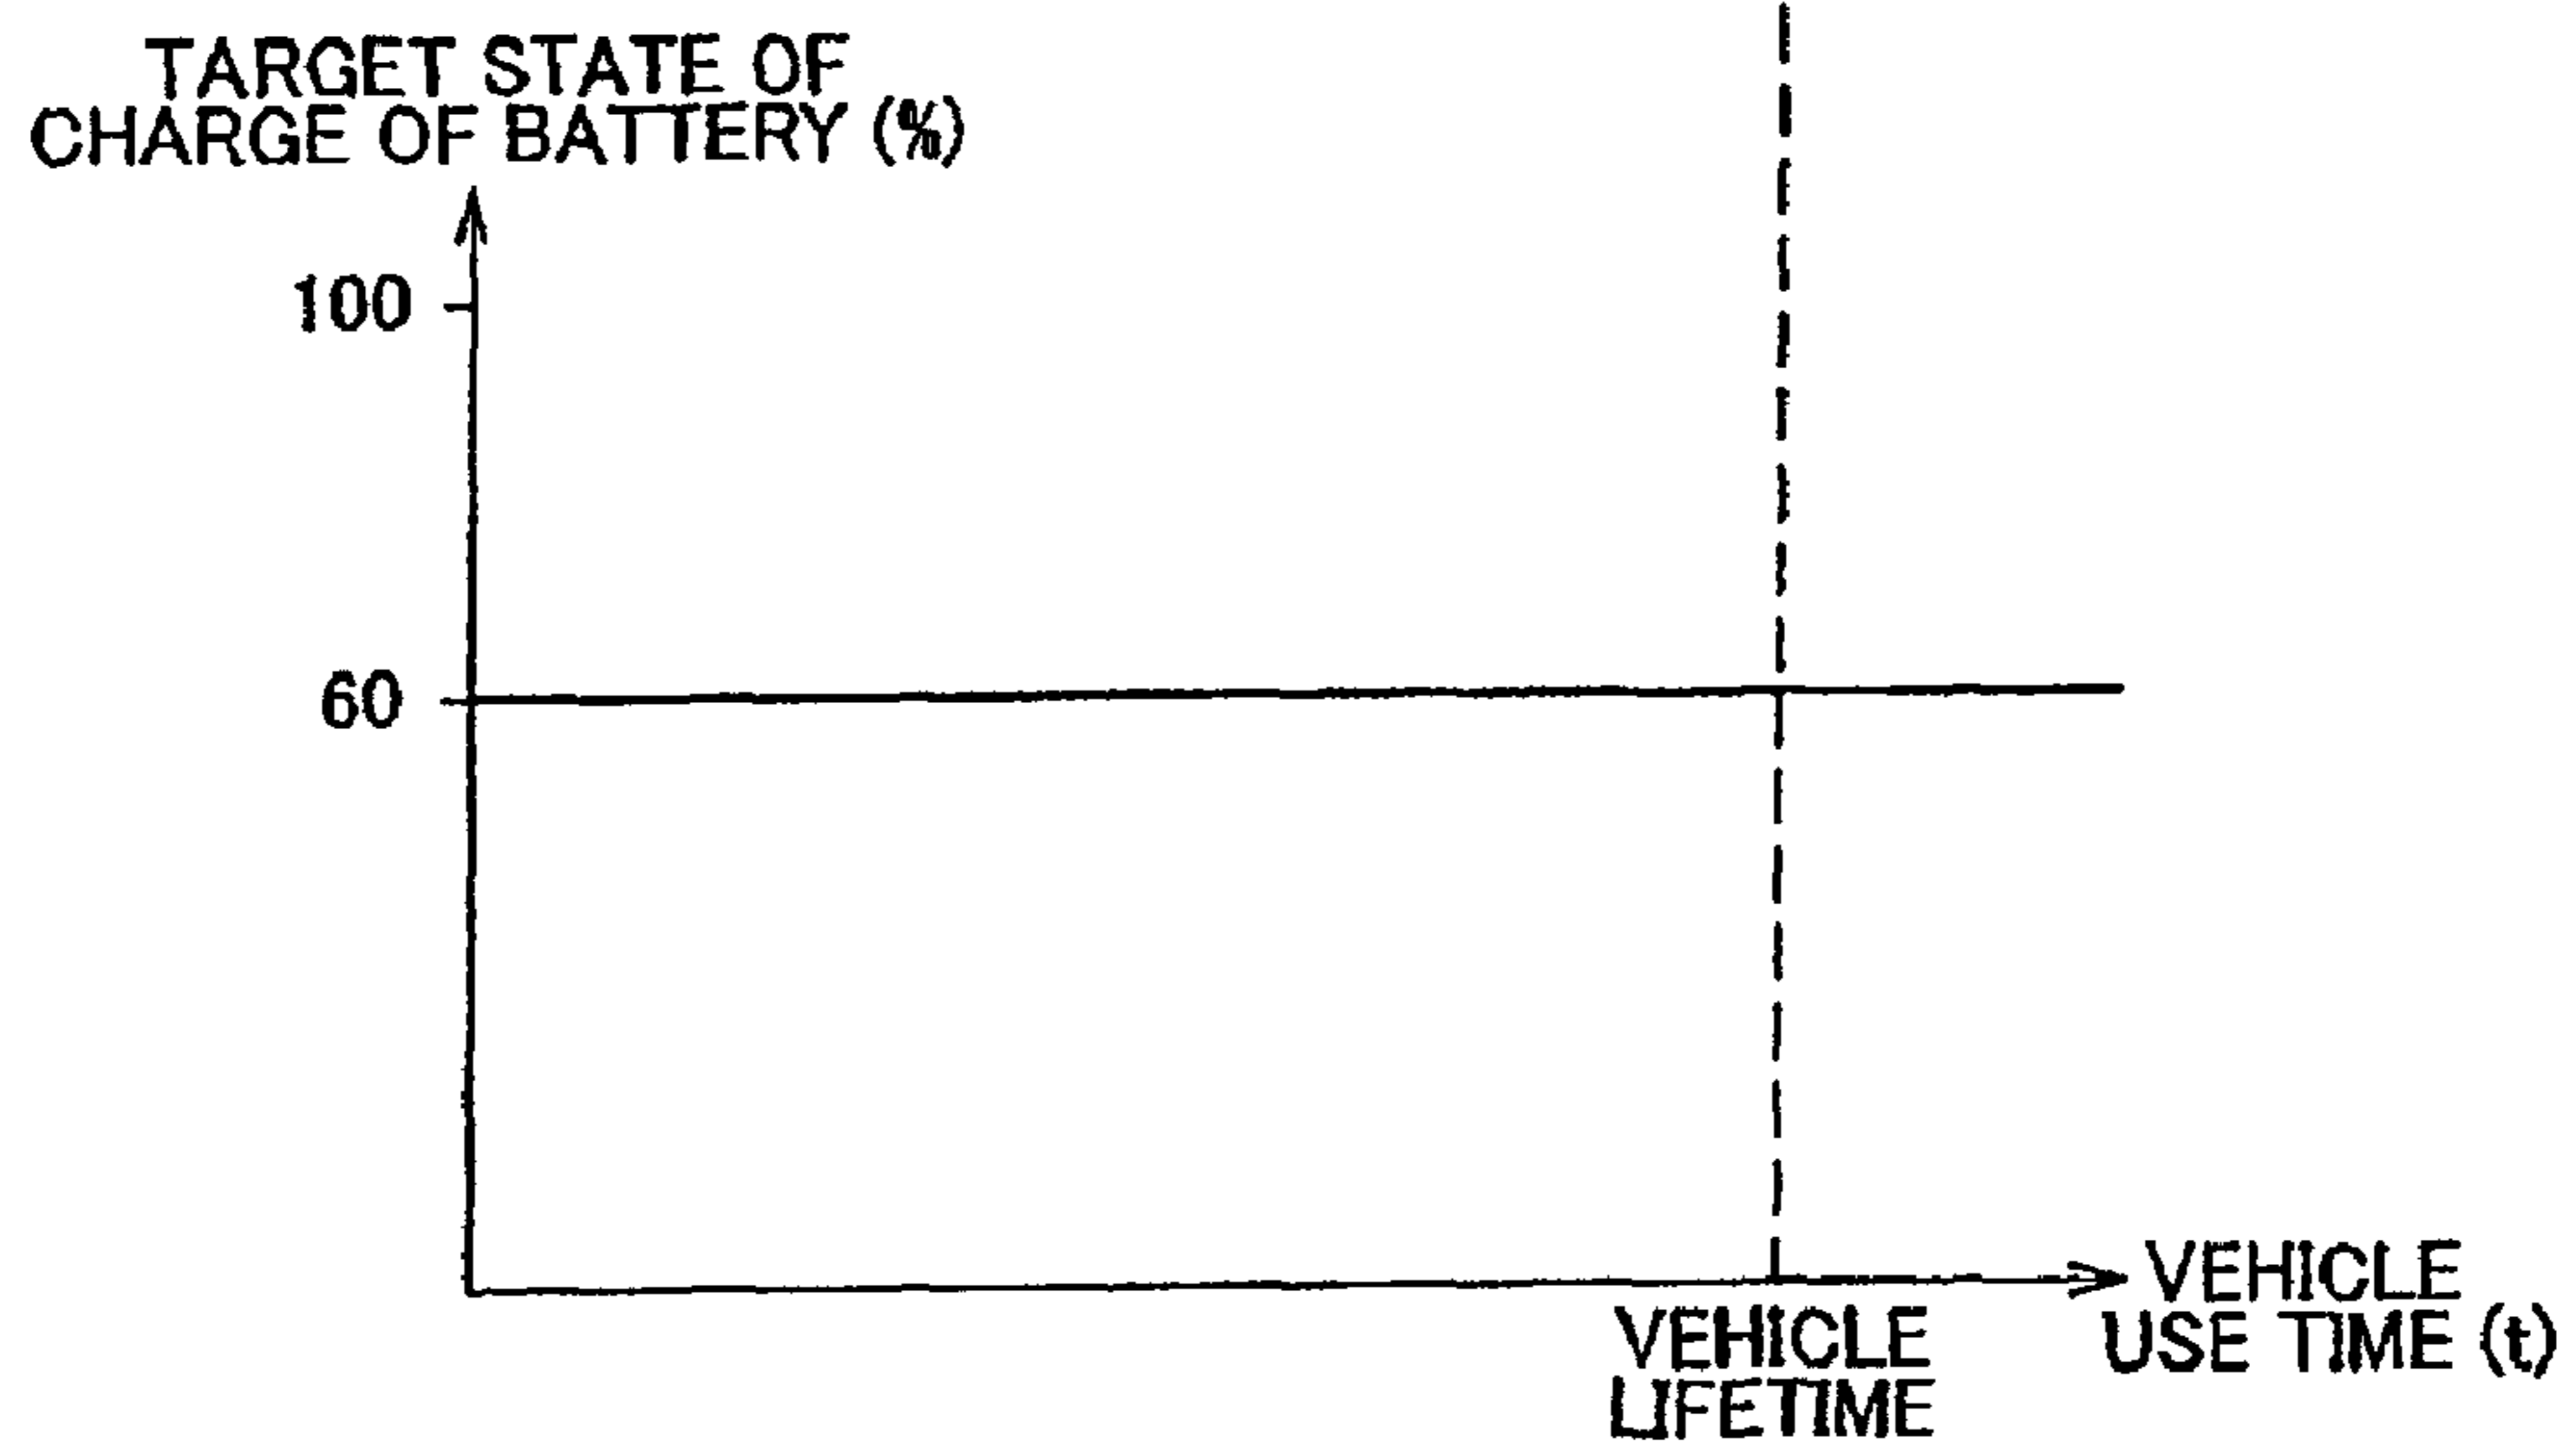 TARGET STATE OF
CHARGE OF BATTERY (%)
100
60
VEHICLE
USE TIME (t)
VEHICLE
LIFETIME